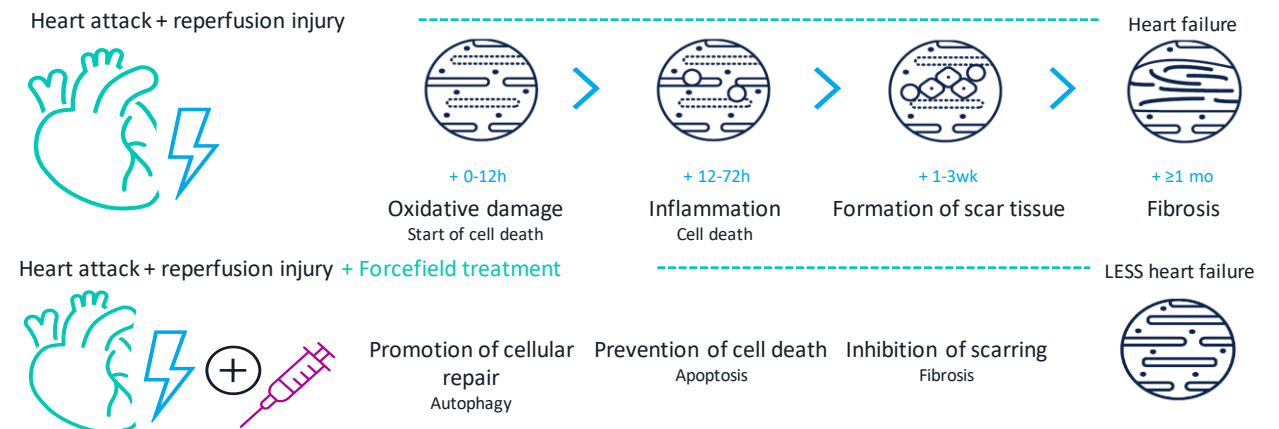 Heart attack + reperfusion injury
Heart failure
+ 0-12h
+ 12-72h
+ 1-3wk
+ ≥1 mo
Oxidative damage
Inflammation
Formation of scar tissue
Fibrosis
Start of cell death
Cell death
Heart attack + reperfusion injury + Forcefield treatment
LESS heart failure
Promotion of cellular
repair
Autophagy
Prevention of cell death
Apoptosis
Inhibition of scarring
Fibrosis